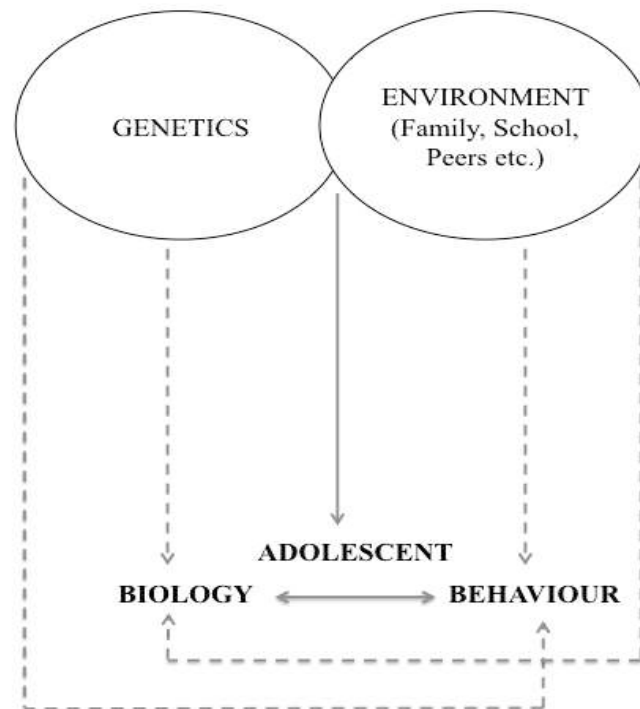 GENETICS
ENVIRONMENT
(Family, School,
Peers etc.)
ADOLESCENT
BIOLOGY
BEHAVIOUR